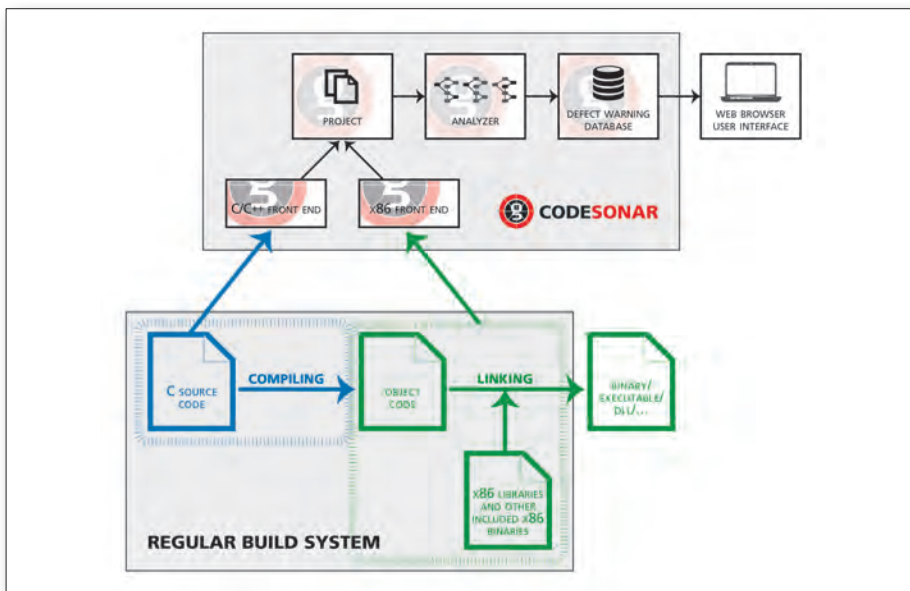 PROJECT
ANALYZER
DEFECT WARNING
DATABASE
WEB BROWSER
USER INTERFACE
C/C++ FRONT END
X86 FRONT END
CODESONAR
C SOURCE
CODE
COMPILING
OBJECT
CODE
LINKING
BINARY/
EXECUTABLE/
DLL/...
X86 LIBRARIES
AND OTHER
INCLUDED X86
BINARIES
REGULAR BUILD SYSTEM